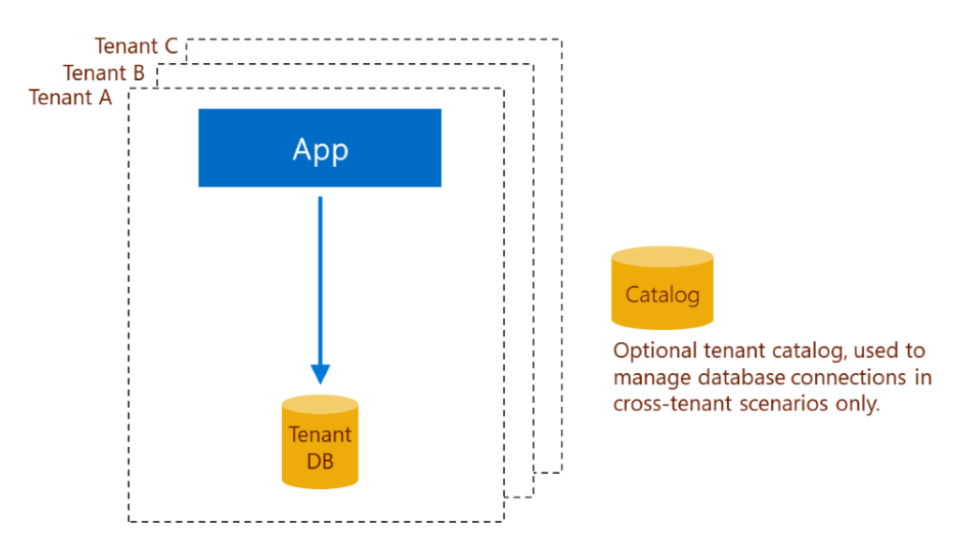 Tenant C
Tenant B
Tenant A
App
Catalog
Optional tenant catalog, used to
manage database connections in
cross-tenant scenarios only.
Tenant
DB